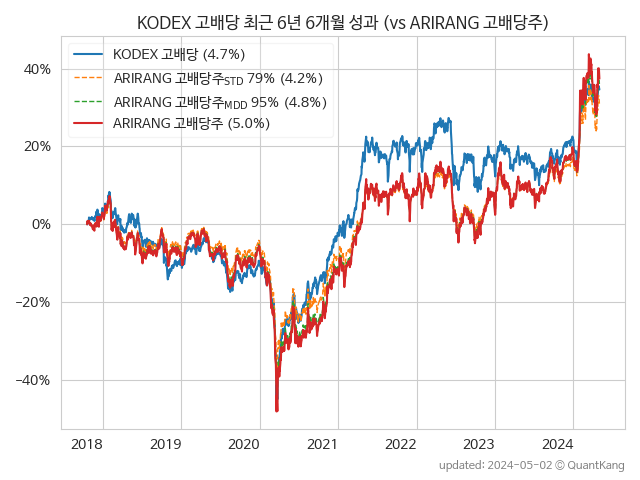 KODEX 고배당 최근 6년 6개월 성과 (vs ARIRANG 고배당주)
KODEX 고배당 (4.7%)
ARIRANG 고배당주STD 79% (4.2%)
ARIRANG 고배당주MDD 95% (4.8%)
ARIRANG 고배당주 (5.0%)
40%
20%
0%
−20%
−40%
2018 2019 2020 2021 2022 2023 2024
updated: 2024-05-02 © QuantKang